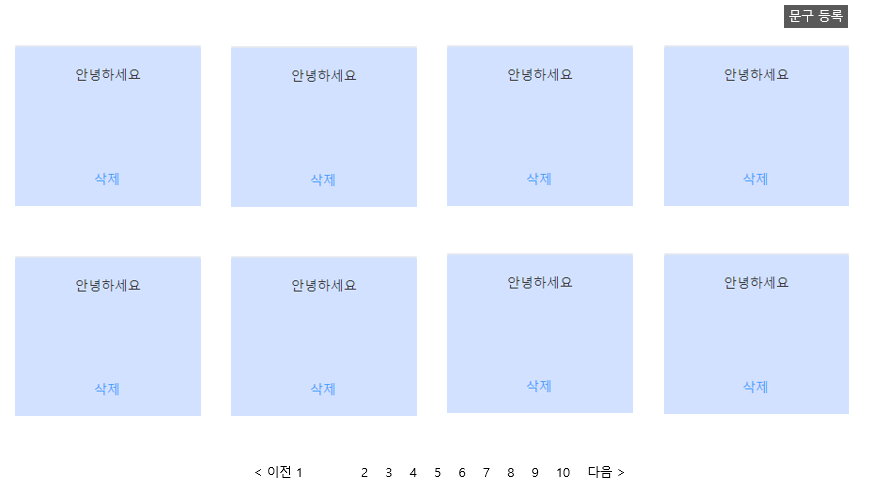 문구 등록
안녕하세요 안녕하세요 안녕하세요 안녕하세요
삭제 삭제 삭제 삭제
안녕하세요 안녕하세요 안녕하세요 안녕하세요
삭제 삭제 삭제 삭제
< 이전 1 2 3 4 5 6 7 8 9 10 다음 >